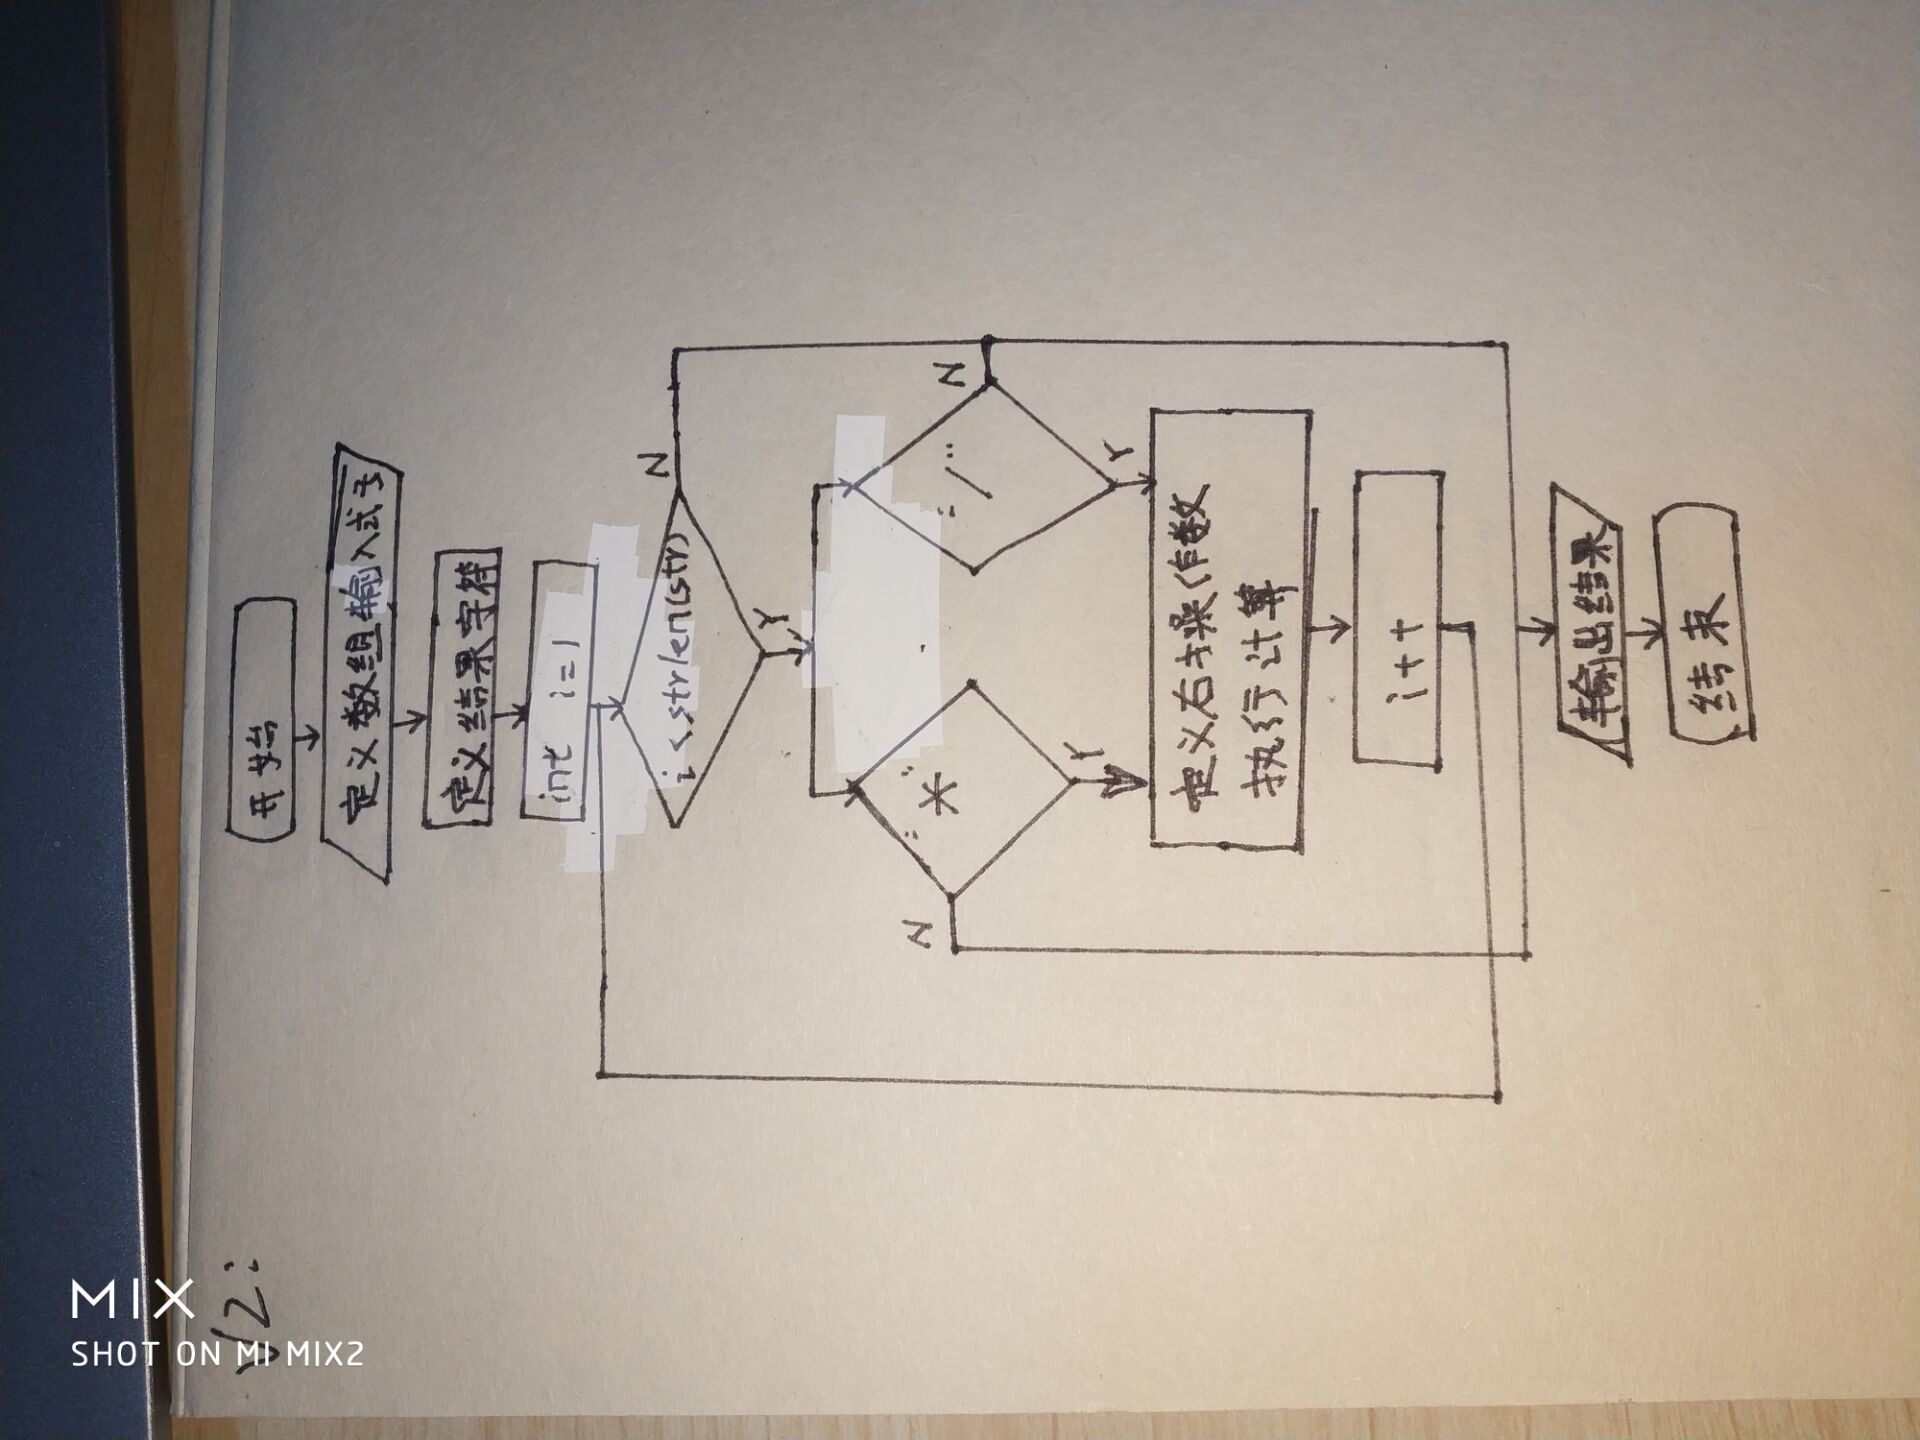 V2:
开始
定义数组输入式子
定义结果字符
int i=1
i<strlen(str)
N
Y
"*"
N
Y
"/"
N
Y
定义右操作数
执行计算
i++
输出结果
结束
MIX
SHOT ON MI MIX2